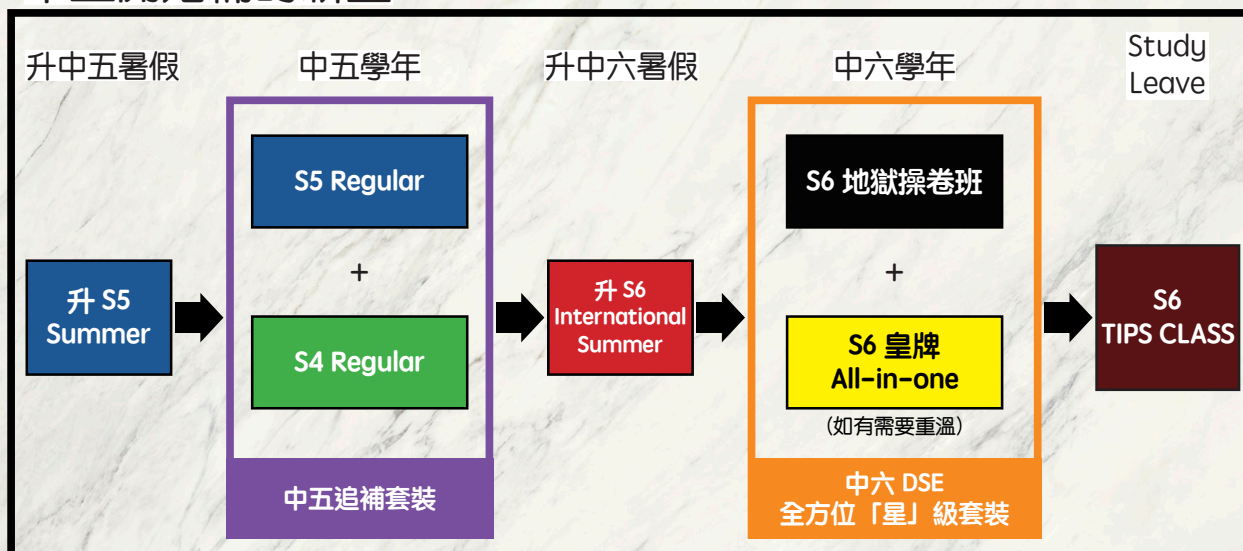 升中五暑假
中五學年
升中六暑假
中六學年
Study
Leave
升 S5
Summer
S5 Regular
+
S4 Regular
中五追補套裝
升 S6
International
Summer
S6 地獄操卷班
+
S6 皇牌
All-in-one
(如有需要重溫)
中六 DSE
全方位「星」級套裝
S6
TIPS CLASS